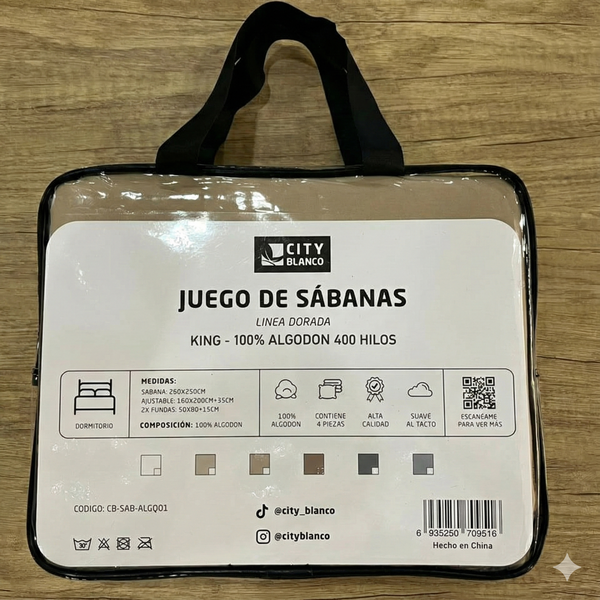 CITY
BLANCO
JUEGO DE SÁBANAS
LINEA DORADA
KING - 100% ALGODON 400 HILOS
DORMITORIO
MEDIDAS:
SABANA: 260X250CM
AJUSTABLE: 160X200CM+35CM
2X FUNDAS: 50X80+15CM
COMPOSICIÓN: 100% ALGODON
100%
ALGODON
CONTIENE
4 PIEZAS
ALTA
CALIDAD
SUAVE
AL TACTO
ESCANÉAME
PARA VER MÁS
CODIGO: CB-SAB-ALGQ01
@city_blanco
@cityblanco
30°
6 935250 709516
Hecho en China